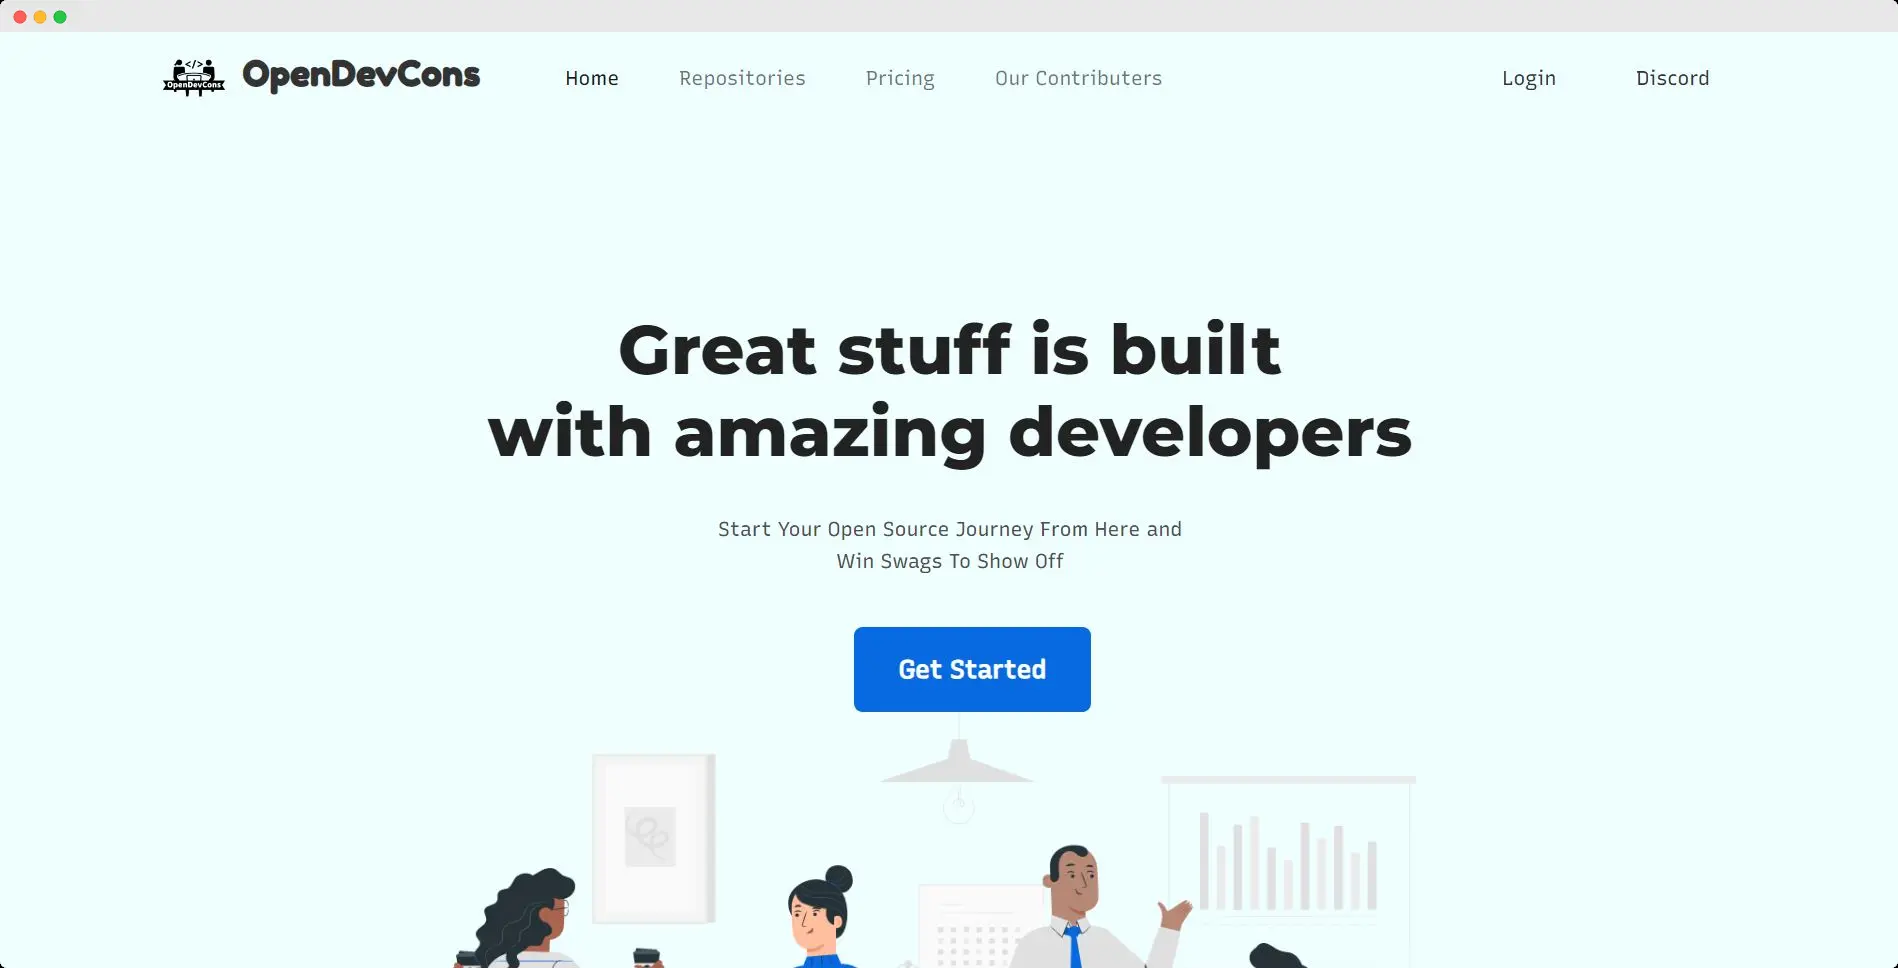 OpenDevCons
OpenDevCons
Home
Repositories
Pricing
Our Contributers
Login
Discord
Great stuff is built
with amazing developers
Start Your Open Source Journey From Here and
Win Swags To Show Off
Get Started